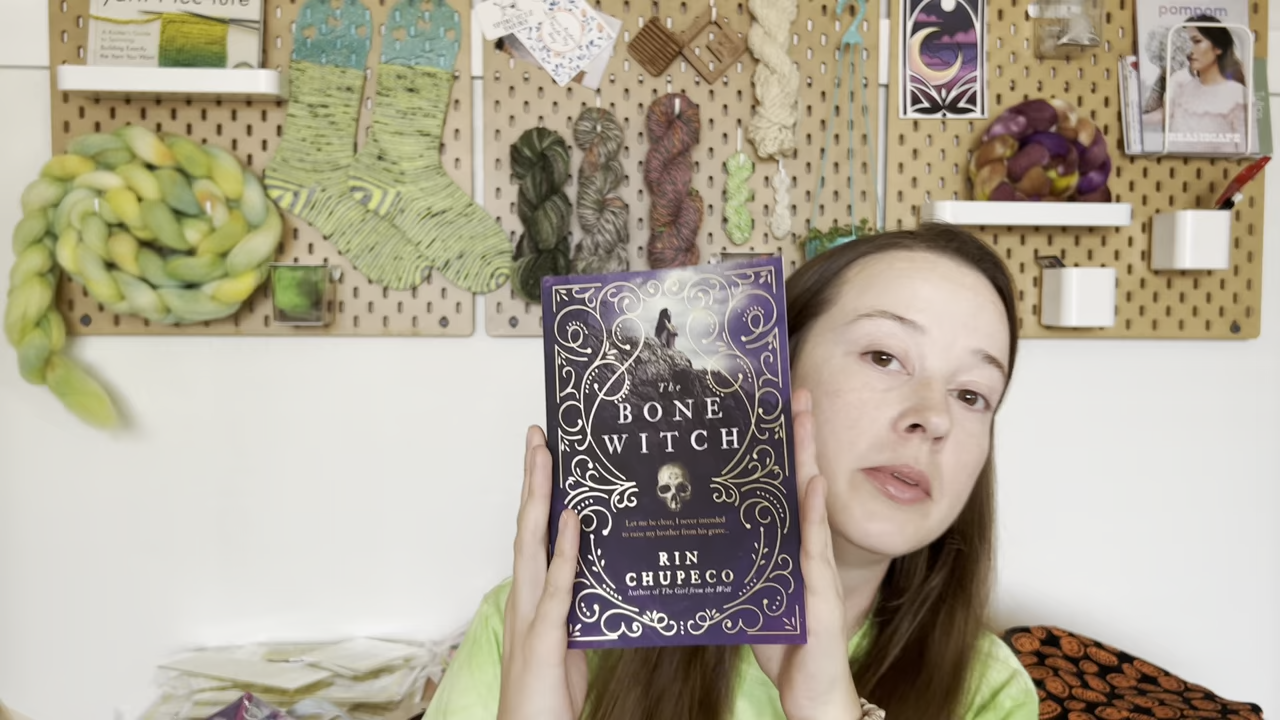 A Knitter's Guide
to Spinning:
Building Exactly
the Yarn You Want
pompom
The
BONE
WITCH
Let me be clear, I never intended
to raise my brother from his grave...
RIN
CHUPECO
Author of The Girl from the Well